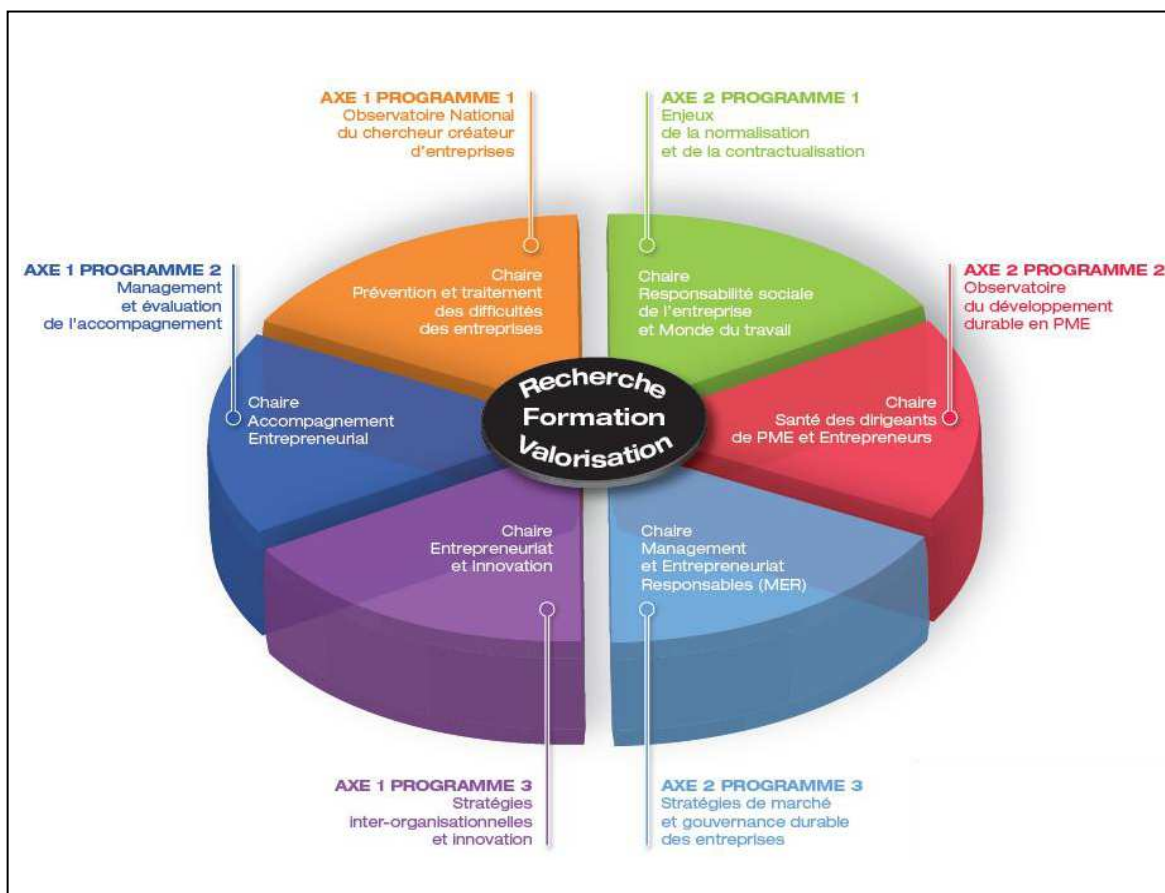 AXE 1 PROGRAMME 1
Observatoire National
du chercheur créateur
d'entreprises
AXE 2 PROGRAMME 1
Enjeux
de la normalisation
et de la contractualisation
AXE 1 PROGRAMME 2
Management
et évaluation
de l'accompagnement
Chaire
Prévention et traitement
des difficultés
des entreprises
Chaire
Responsabilité sociale
de l'entreprise
et Monde du travail
AXE 2 PROGRAMME 2
Observatoire
du développement
durable en PME
Chaire
Accompagnement
Entrepreneurial
Recherche
Formation
Valorisation
Chaire
Santé des dirigeants
de PME et Entrepreneurs
Chaire
Entrepreneuriat
et innovation
Chaire
Management
et Entrepreneuriat
Responsables (MER)
AXE 1 PROGRAMME 3
Stratégies
inter-organisationnelles
et innovation
AXE 2 PROGRAMME 3
Stratégies de marché
et gouvernance durable
des entreprises